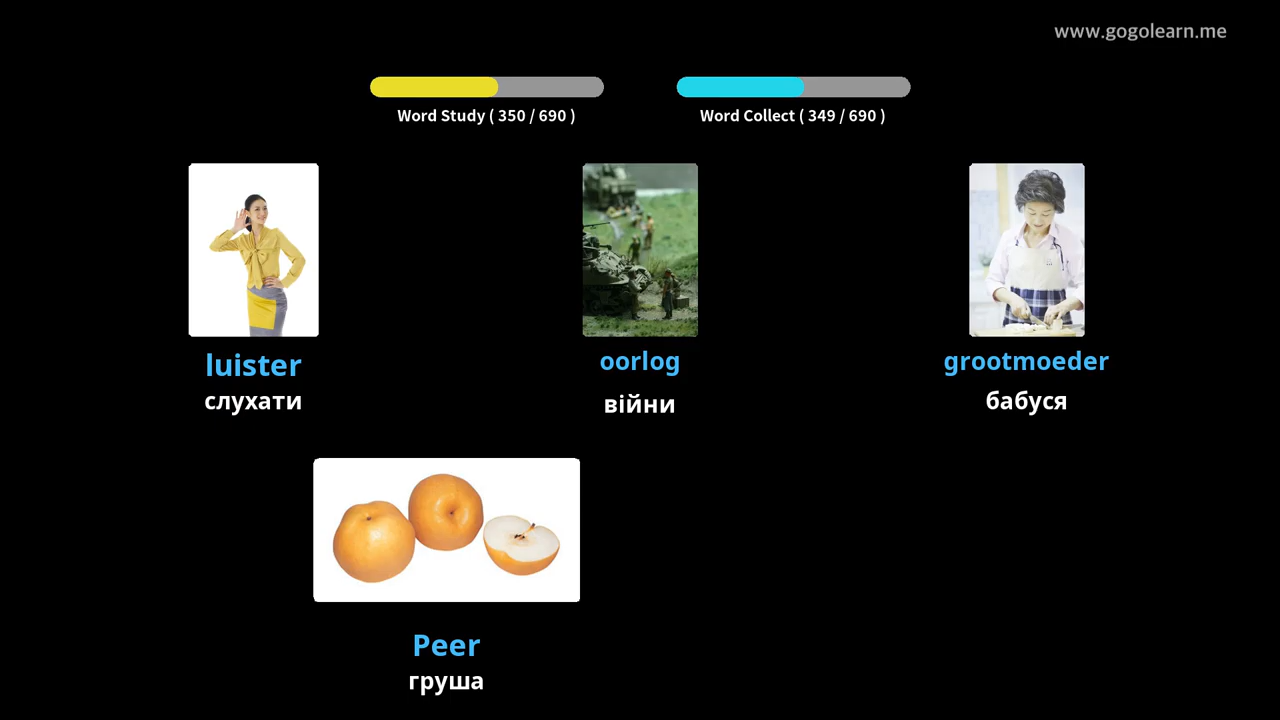 www.gogolearn.me
Word Study ( 350 / 690 )
Word Collect ( 349 / 690 )
luister
слухати
oorlog
війни
grootmoeder
бабуся
Peer
груша